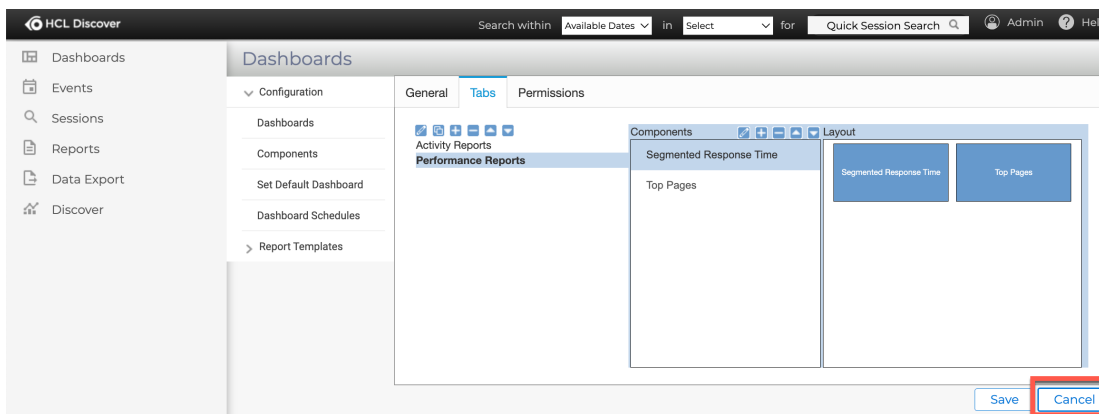 HCL Discover
Search within Available Dates in Select for Quick Session Search Admin Hel
Dashboards
Events
Sessions
Reports
Data Export
Discover
Dashboards
Configuration
Dashboards
Components
Set Default Dashboard
Dashboard Schedules
Report Templates
General Tabs Permissions
Activity Reports
Performance Reports
Components
Segmented Response Time
Top Pages
Layout
Segmented Response Time Top Pages
Save Cancel